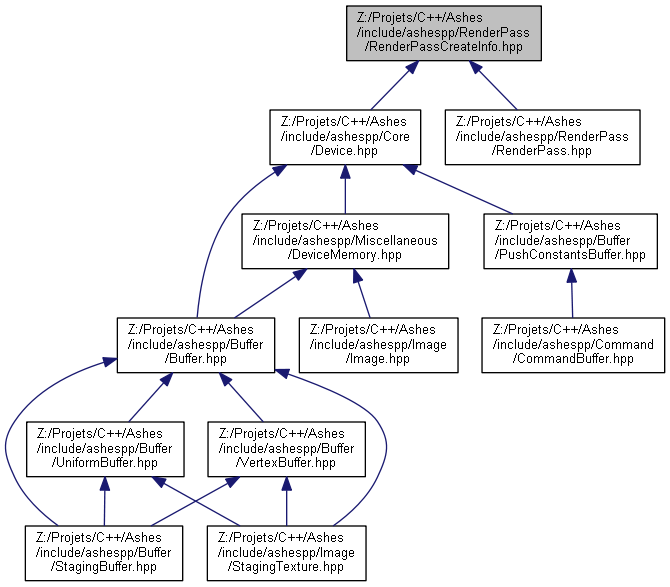 Z:/Projets/C++/Ashes
/include/ashespp/RenderPass
/RenderPassCreateInfo.hpp
Z:/Projets/C++/Ashes
/include/ashespp/Core
/Device.hpp
Z:/Projets/C++/Ashes
/include/ashespp/RenderPass
/RenderPass.hpp
Z:/Projets/C++/Ashes
/include/ashespp/Miscellaneous
/DeviceMemory.hpp
Z:/Projets/C++/Ashes
/include/ashespp/Buffer
/PushConstantsBuffer.hpp
Z:/Projets/C++/Ashes
/include/ashespp/Buffer
/Buffer.hpp
Z:/Projets/C++/Ashes
/include/ashespp/Image
/Image.hpp
Z:/Projets/C++/Ashes
/include/ashespp/Command
/CommandBuffer.hpp
Z:/Projets/C++/Ashes
/include/ashespp/Buffer
/UniformBuffer.hpp
Z:/Projets/C++/Ashes
/include/ashespp/Buffer
/VertexBuffer.hpp
Z:/Projets/C++/Ashes
/include/ashespp/Buffer
/StagingBuffer.hpp
Z:/Projets/C++/Ashes
/include/ashespp/Image
/StagingTexture.hpp